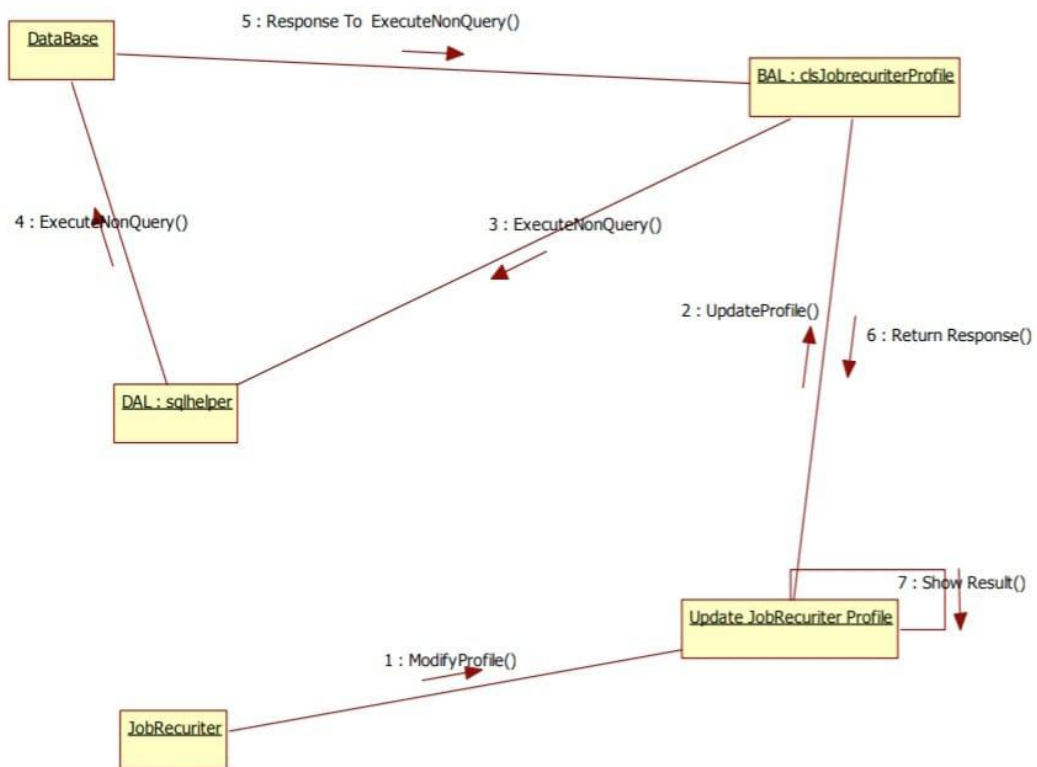 5 : Response To ExecuteNonQuery()
DataBase
BAL : clsJobrecuriterProfile
4 : ExecuteNonQuery()
3 : ExecuteNonQuery()
2 : UpdateProfile()
6 : Return Response()
DAL : sqlhelper
7 : Show Result()
Update JobRecuriter Profile
1 : ModifyProfile()
JobRecuriter